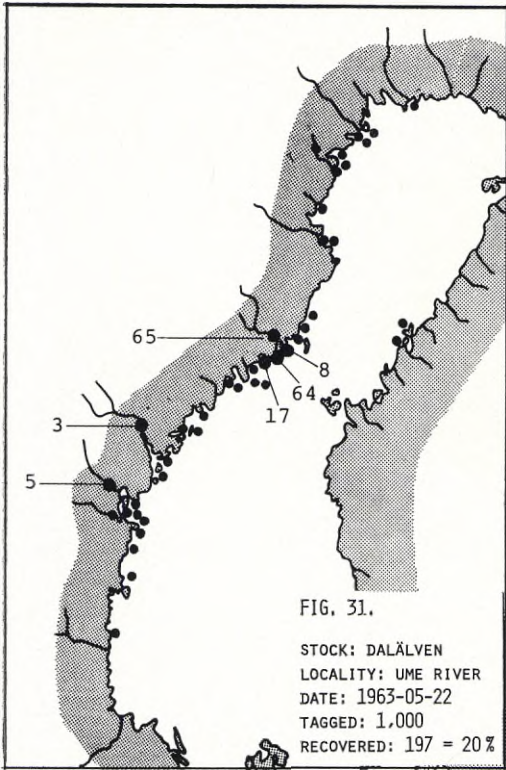 65
8
64
17
3
5
FIG. 31.
STOCK: DALÄLVEN
LOCALITY: UME RIVER
DATE: 1963-05-22
TAGGED: 1,000
RECOVERED: 197 = 20%